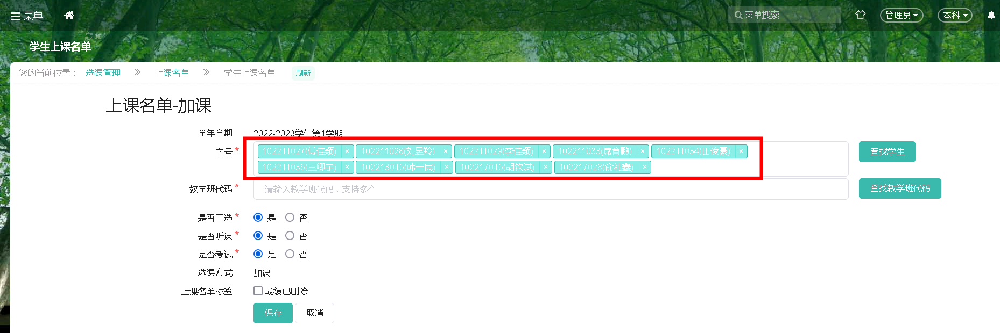 菜单
菜单搜索
管理员
本科
学生上课名单
您的当前位置： 选课管理 上课名单 学生上课名单 刷新
上课名单-加课
学年学期 2022-2023学年第1学期
学号* 102211027(傅佳颖) × 102211028(刘昱羚) × 102211029(李佳颖) × 102211033(席育鹏) × 102211034(田俊豪) × 查找学生
102211036(王卿宇) × 102213015(韩一民) × 102217015(胡钦淇) × 102217028(俞礼鑫) ×
教学班代码* 请输入教学班代码，支持多个 查找教学班代码
是否正选* 是 否
是否听课* 是 否
是否考试* 是 否
选课方式 加课
上课名单标签 成绩已删除
保存 取消